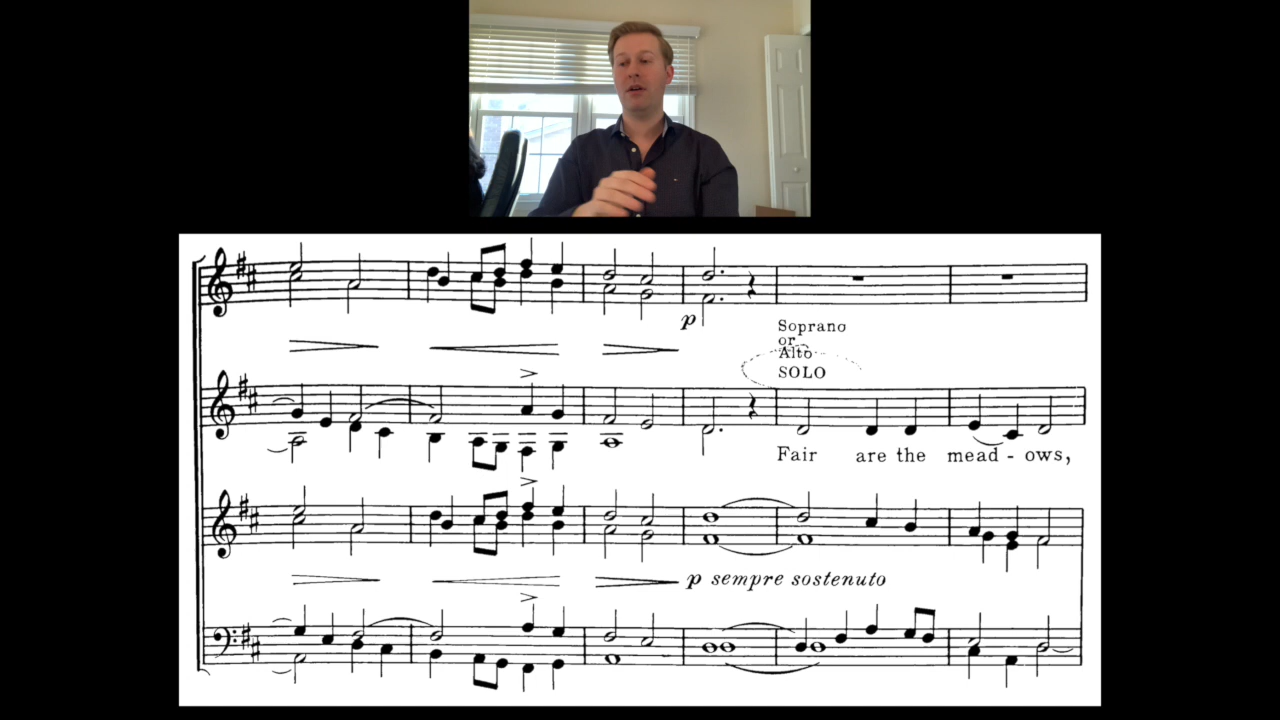 p
Soprano
or
Alto
SOLO
Fair are the mead - ows,
p sempre sostenuto